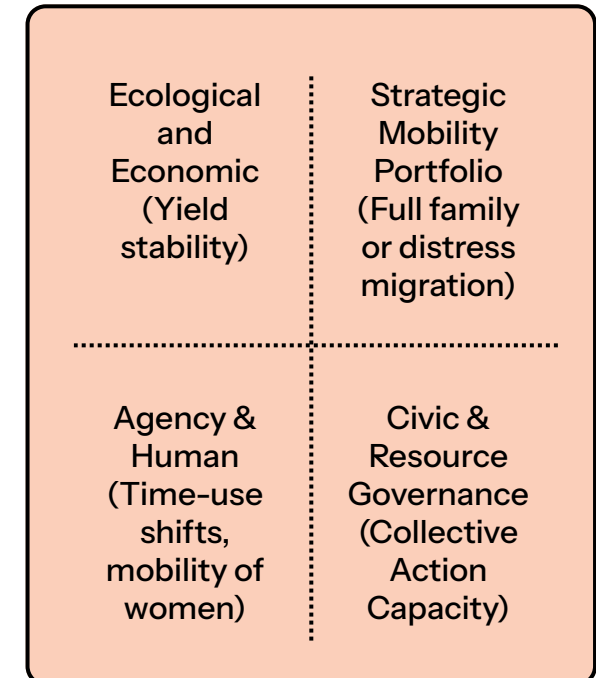 Ecological
and
Economic
(Yield
stability)
Strategic
Mobility
Portfolio
(Full family
or distress
migration)
Agency &
Human
(Time-use
shifts,
mobility of
women)
Civic &
Resource
Governance
(Collective
Action
Capacity)